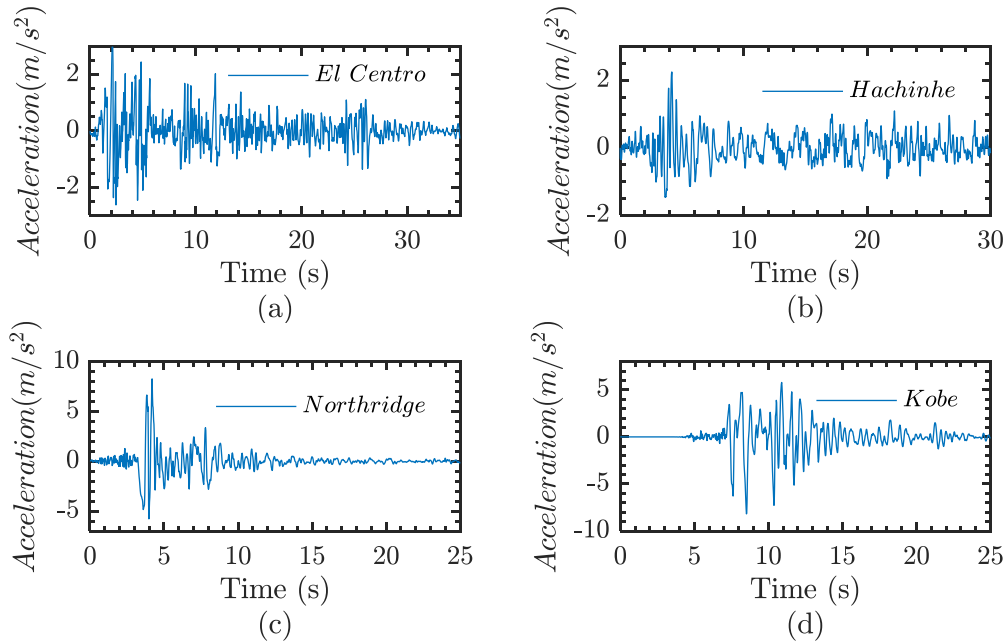 Acceleration(m/s²)
2
0
-2
El Centro
0 10 20 30
Time (s)
(a)
Acceleration(m/s²)
2
0
-2
Hachinhe
0 10 20 30
Time (s)
(b)
Acceleration(m/s²)
10
5
0
-5
Northridge
0 5 10 15 20 25
Time (s)
(c)
Acceleration(m/s²)
5
0
-5
-10
Kobe
0 5 10 15 20 25
Time (s)
(d)